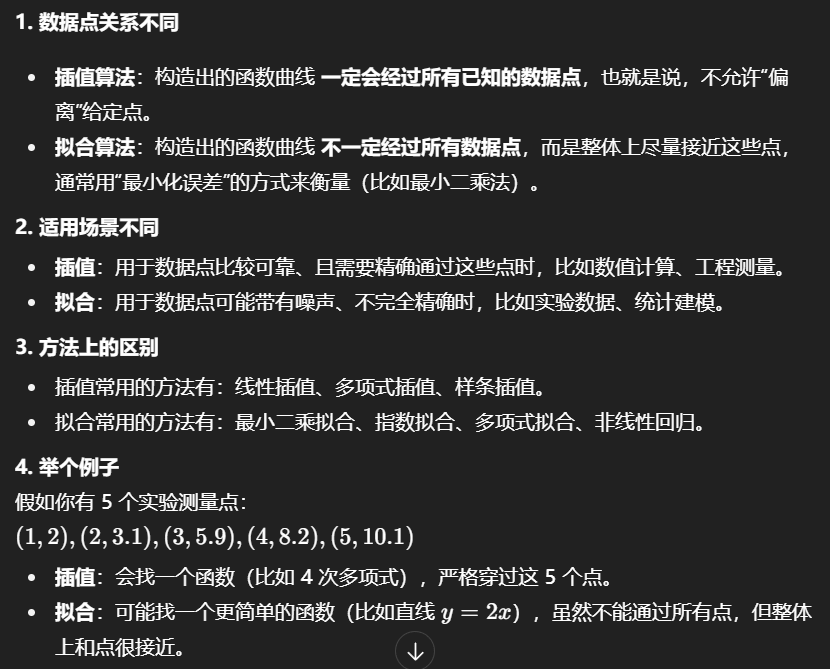 1. 数据点关系不同
• 插值算法：构造出的函数曲线 一定会经过所有已知的数据点，也就是说，不允许“偏
离”给定点。
• 拟合算法：构造出的函数曲线 不一定经过所有数据点，而是整体上尽量接近这些点，
通常用“最小化误差”的方式来衡量（比如最小二乘法）。
2. 适用场景不同
• 插值：用于数据点比较可靠、且需要精确通过这些点时，比如数值计算、工程测量。
• 拟合：用于数据点可能带有噪声、不完全精确时，比如实验数据、统计建模。
3. 方法上的区别
• 插值常用的方法有：线性插值、多项式插值、样条插值。
• 拟合常用的方法有：最小二乘拟合、指数拟合、多项式拟合、非线性回归。
4. 举个例子
假如你有 5 个实验测量点：
(1, 2), (2, 3.1), (3, 5.9), (4, 8.2), (5, 10.1)
• 插值：会找一个函数（比如 4 次多项式），严格穿过这 5 个点。
• 拟合：可能找一个更简单的函数（比如直线 y = 2x），虽然不能通过所有点，但整体
上和点很接近。